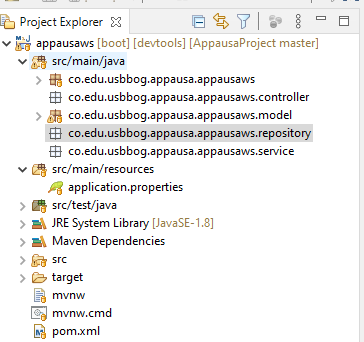 Project Explorer
appausaws [boot] [devtools] [AppausaProject master]
src/main/java
co.edu.usbbog.appausa.appausaws
co.edu.usbbog.appausa.appausaws.controller
co.edu.usbbog.appausa.appausaws.model
co.edu.usbbog.appausa.appausaws.repository
co.edu.usbbog.appausa.appausaws.service
src/main/resources
application.properties
src/test/java
JRE System Library [JavaSE-1.8]
Maven Dependencies
src
target
mvnw
mvnw.cmd
pom.xml